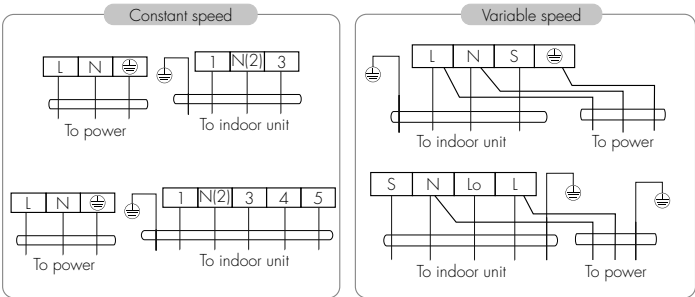 Constant speed
L N
1 N(2) 3
To power
To indoor unit
L N
1 N(2) 3 4 5
To power
To indoor unit
Variable speed
L N S
To indoor unit
To power
S N Lo L
To indoor unit
To power